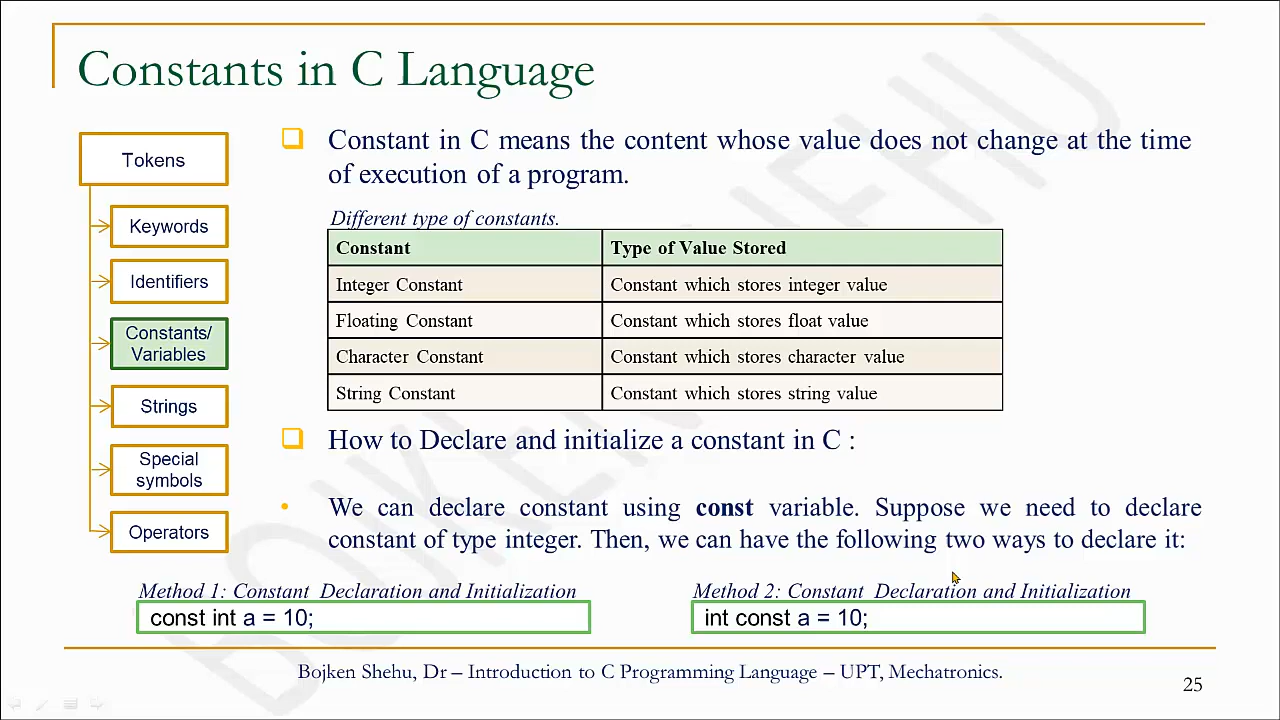 Constants in C Language
Tokens
Keywords
Identifiers
Constants/
Variables
Strings
Special
symbols
Operators
❑ Constant in C means the content whose value does not change at the time
of execution of a program.
Different type of constants.
Constant Type of Value Stored
Integer Constant Constant which stores integer value
Floating Constant Constant which stores float value
Character Constant Constant which stores character value
String Constant Constant which stores string value
❑ How to Declare and initialize a constant in C :
• We can declare constant using const variable. Suppose we need to declare
constant of type integer. Then, we can have the following two ways to declare it:
Method 1: Constant Declaration and Initialization
const int a = 10;
Method 2: Constant Declaration and Initialization
int const a = 10;
Bojken Shehu, Dr – Introduction to C Programming Language – UPT, Mechatronics.
25
BOJKEN SHEHU